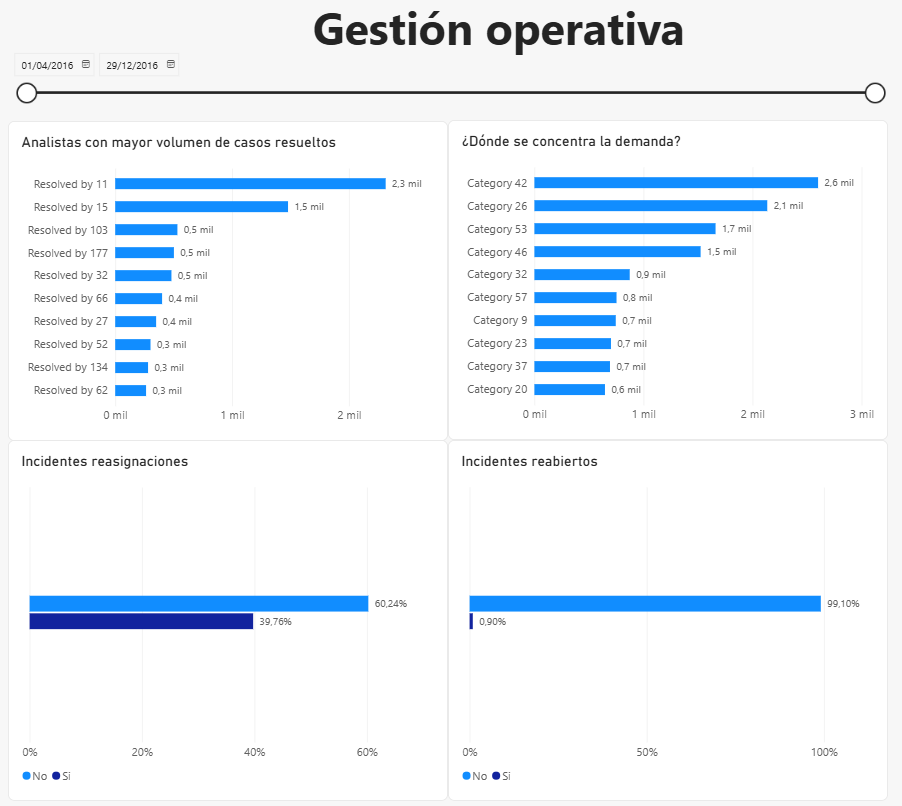 Gestión operativa
01/04/2016 29/12/2016
Analistas con mayor volumen de casos resueltos
Resolved by 11 2,3 mil
Resolved by 15 1,5 mil
Resolved by 103 0,5 mil
Resolved by 177 0,5 mil
Resolved by 32 0,5 mil
Resolved by 66 0,4 mil
Resolved by 27 0,4 mil
Resolved by 52 0,3 mil
Resolved by 134 0,3 mil
Resolved by 62 0,3 mil
0 mil 1 mil 2 mil
¿Dónde se concentra la demanda?
Category 42 2,6 mil
Category 26 2,1 mil
Category 53 1,7 mil
Category 46 1,5 mil
Category 32 0,9 mil
Category 57 0,8 mil
Category 9 0,7 mil
Category 23 0,7 mil
Category 37 0,7 mil
Category 20 0,6 mil
0 mil 1 mil 2 mil 3 mil
Incidentes reasignaciones
60,24%
39,76%
0% 20% 40% 60%
No Si
Incidentes reabiertos
99,10%
0,90%
0% 50% 100%
No Si